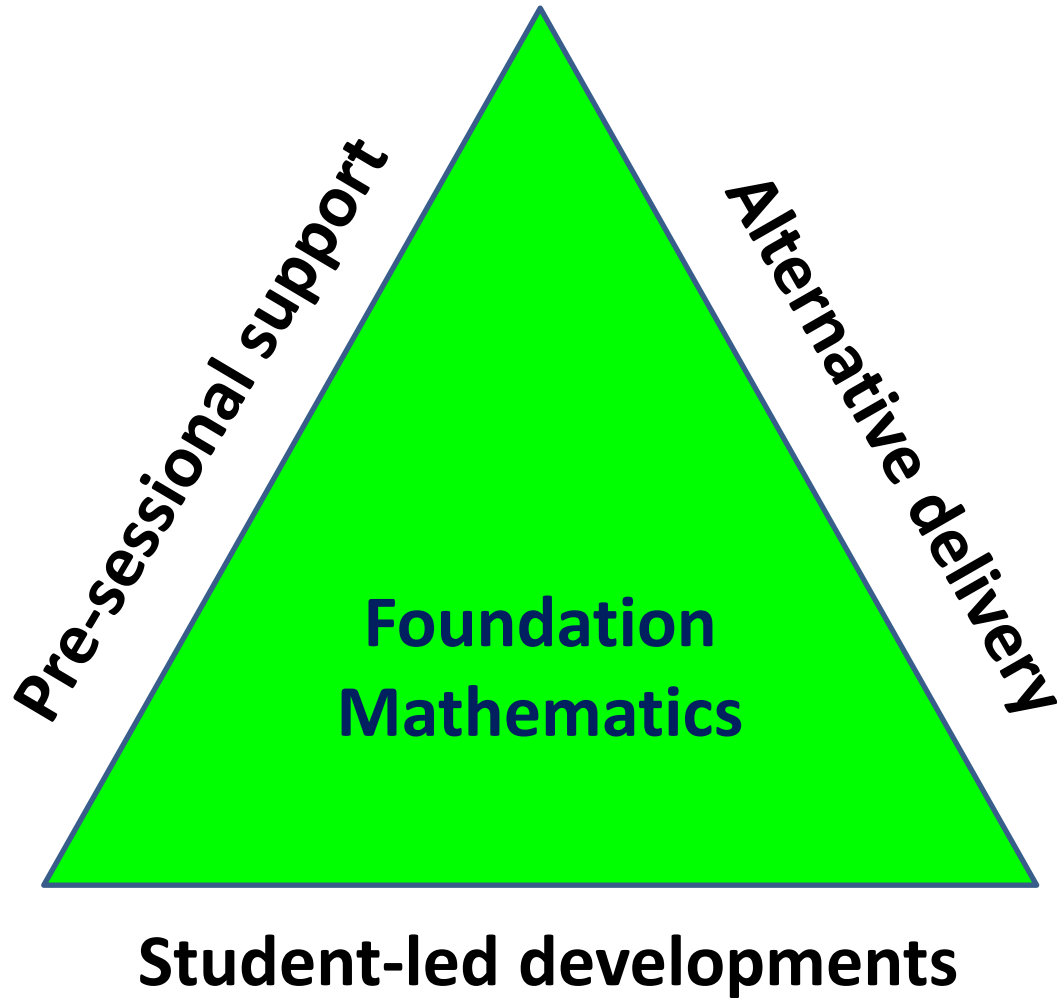 Pre-sessional support
Alternative delivery
Foundation
Mathematics
Student-led developments